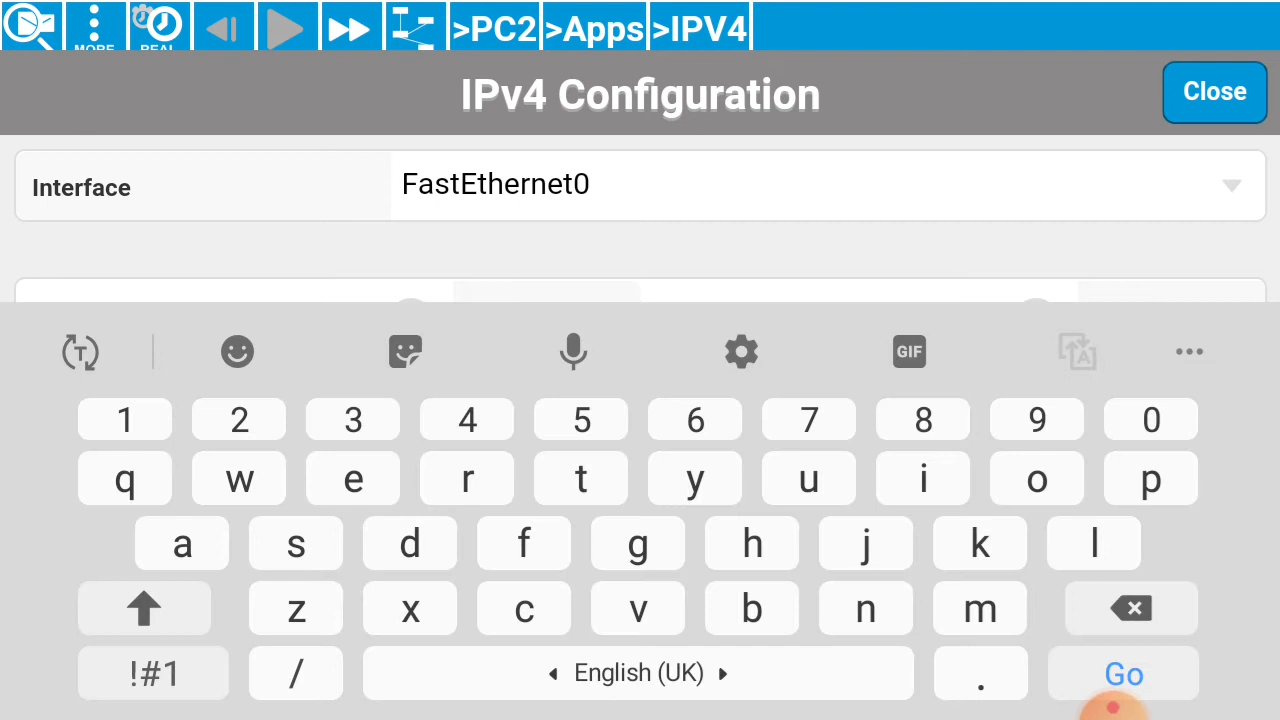 MORE REAL >PC2 >Apps >IPV4
IPv4 Configuration Close
Interface FastEthernet0
T GIF A
1 2 3 4 5 6 7 8 9 0
q w e r t y u i o p
a s d f g h j k l
z x c v b n m
!#1 / English (UK) . Go